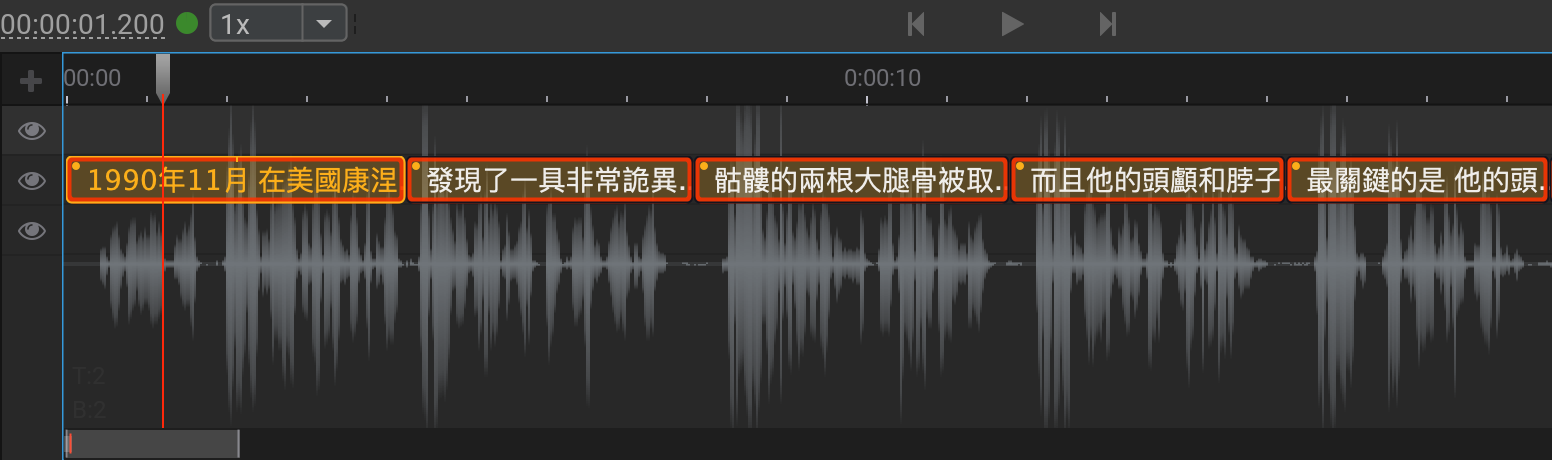 00:00:01.200
1x
00:00
0:00:10
1990年11月 在美國康涅
發現了一具非常詭異..
骷髏的兩根大腿骨被取..
而且他的頭顱和脖子
最關鍵的是 他的頭..
T:2
B:2